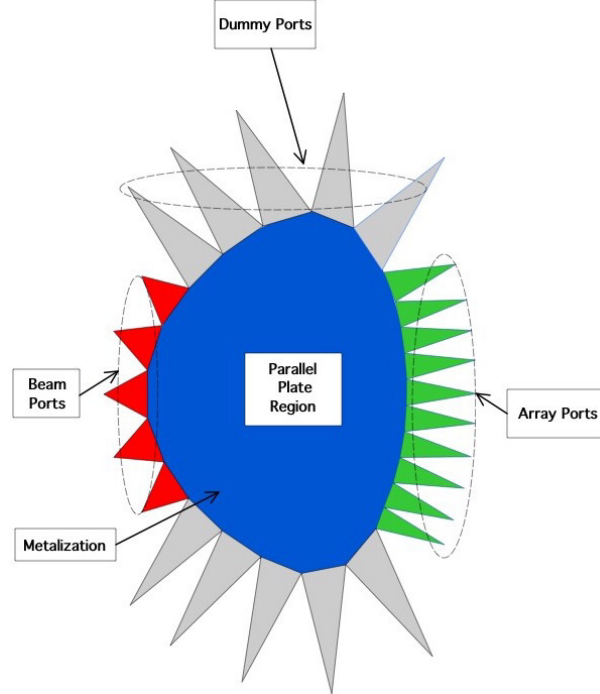 Dummy Ports
Parallel
Plate
Region
Beam
Ports
Array Ports
Metalization